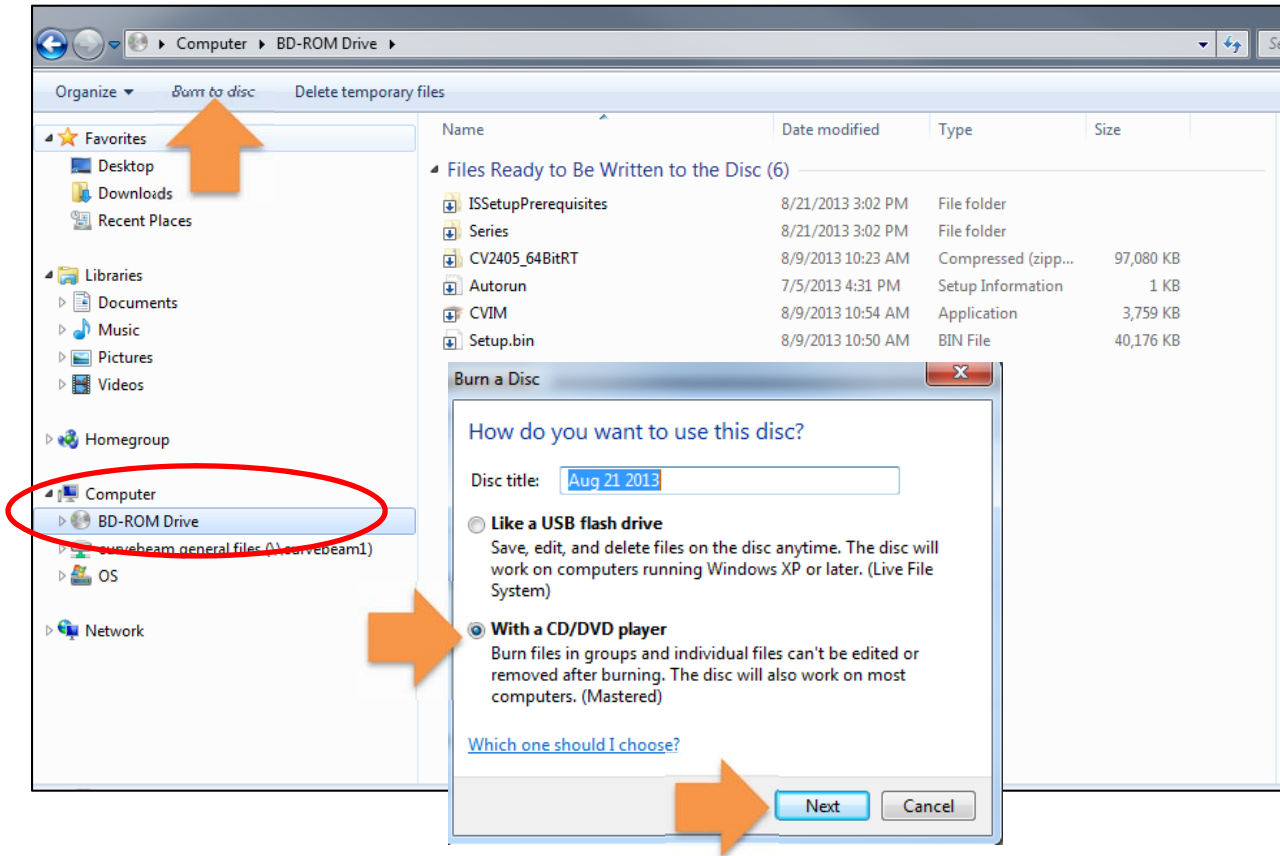 Computer ▸ BD-ROM Drive ▸
Organize ▾ Burn to disc Delete temporary files
Favorites
Desktop
Downloads
Recent Places
Libraries
Documents
Music
Pictures
Videos
Homegroup
Computer
BD-ROM Drive
curvebeam general files (\\curvebeam1)
OS
Network
Name Date modified Type Size
Files Ready to Be Written to the Disc (6)
ISSetupPrerequisites 8/21/2013 3:02 PM File folder
Series 8/21/2013 3:02 PM File folder
CV2405_64BitRT 8/9/2013 10:23 AM Compressed (zipp... 97,080 KB
Autorun 7/5/2013 4:31 PM Setup Information 1 KB
CVIM 8/9/2013 10:54 AM Application 3,759 KB
Setup.bin 8/9/2013 10:50 AM BIN File 40,176 KB
Burn a Disc
How do you want to use this disc?
Disc title: Aug 21 2013
Like a USB flash drive
Save, edit, and delete files on the disc anytime. The disc will
work on computers running Windows XP or later. (Live File
System)
With a CD/DVD player
Burn files in groups and individual files can't be edited or
removed after burning. The disc will also work on most
computers. (Mastered)
Which one should I choose?
Next Cancel